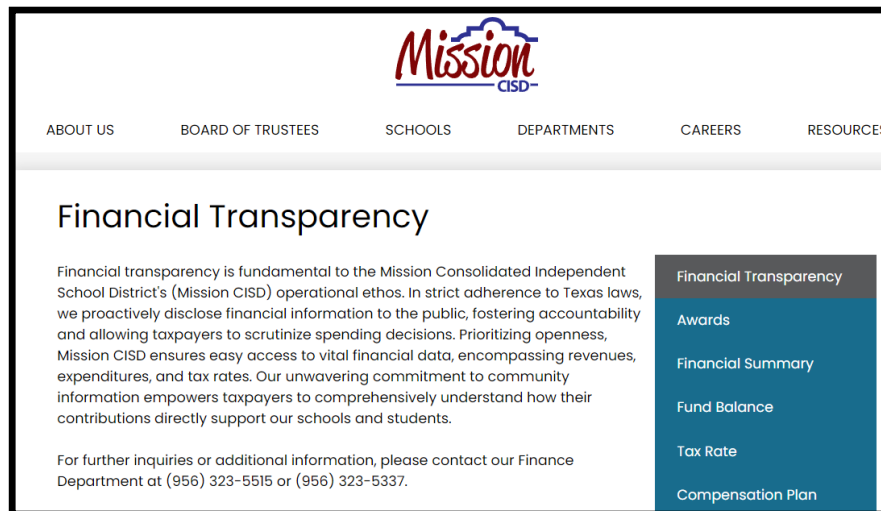 Mission
CISD
ABOUT US BOARD OF TRUSTEES SCHOOLS DEPARTMENTS CAREERS RESOURCES
Financial Transparency
Financial transparency is fundamental to the Mission Consolidated Independent
School District's (Mission CISD) operational ethos. In strict adherence to Texas laws,
we proactively disclose financial information to the public, fostering accountability
and allowing taxpayers to scrutinize spending decisions. Prioritizing openness,
Mission CISD ensures easy access to vital financial data, encompassing revenues,
expenditures, and tax rates. Our unwavering commitment to community
information empowers taxpayers to comprehensively understand how their
contributions directly support our schools and students.
For further inquiries or additional information, please contact our Finance
Department at (956) 323-5515 or (956) 323-5337.
Financial Transparency
Awards
Financial Summary
Fund Balance
Tax Rate
Compensation Plan